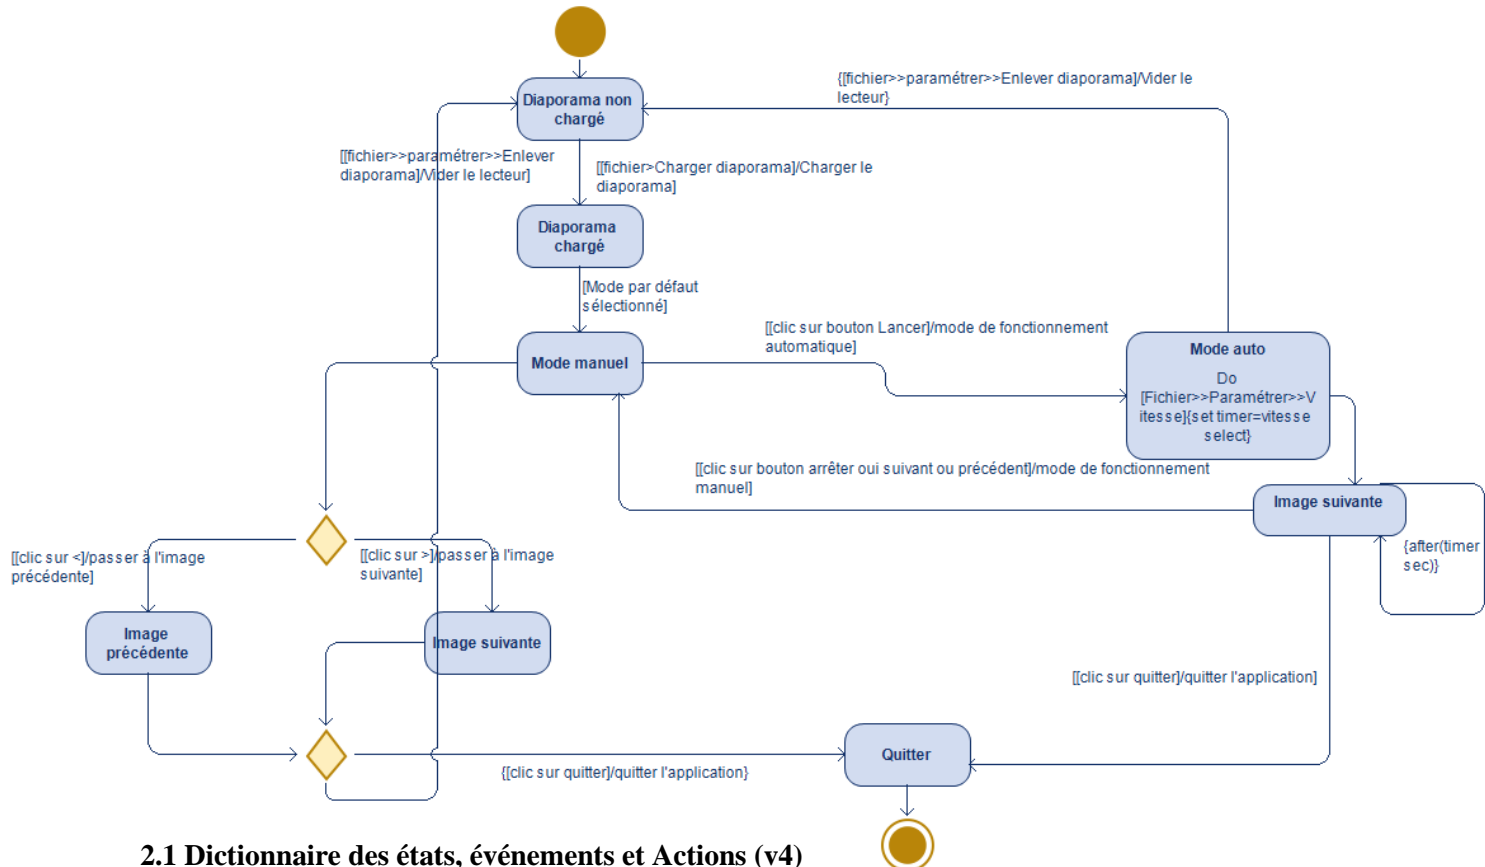 {[fichier>>paramétrer>>Enlever diaporama]/Vider le
lecteur}
Diaporama non
chargé
[[fichier>>paramétrer>>Enlever
diaporama]/Vider le lecteur]
[[fichier>Charger diaporama]/Charger le
diaporama]
Diaporama
chargé
[Mode par défaut
sélectionné]
[[clic sur bouton Lancer]/mode de fonctionnement
automatique]
Mode manuel
Mode auto
Do
[Fichier>>Paramétrer>>V
itesse]{set timer=vitesse
select}
[[clic sur bouton arrêter oui suivant ou précédent]/mode de fonctionnement
manuel]
Image suivante
{after(timer
sec)}
[[clic sur <]/passer à l'image
précédente]
[[clic sur >]/passer à l'image
suivante]
Image
précédente
Image suivante
[[clic sur quitter]/quitter l'application]
Quitter
{[clic sur quitter]/quitter l'application}
2.1 Dictionnaire des états, événements et Actions (v4)